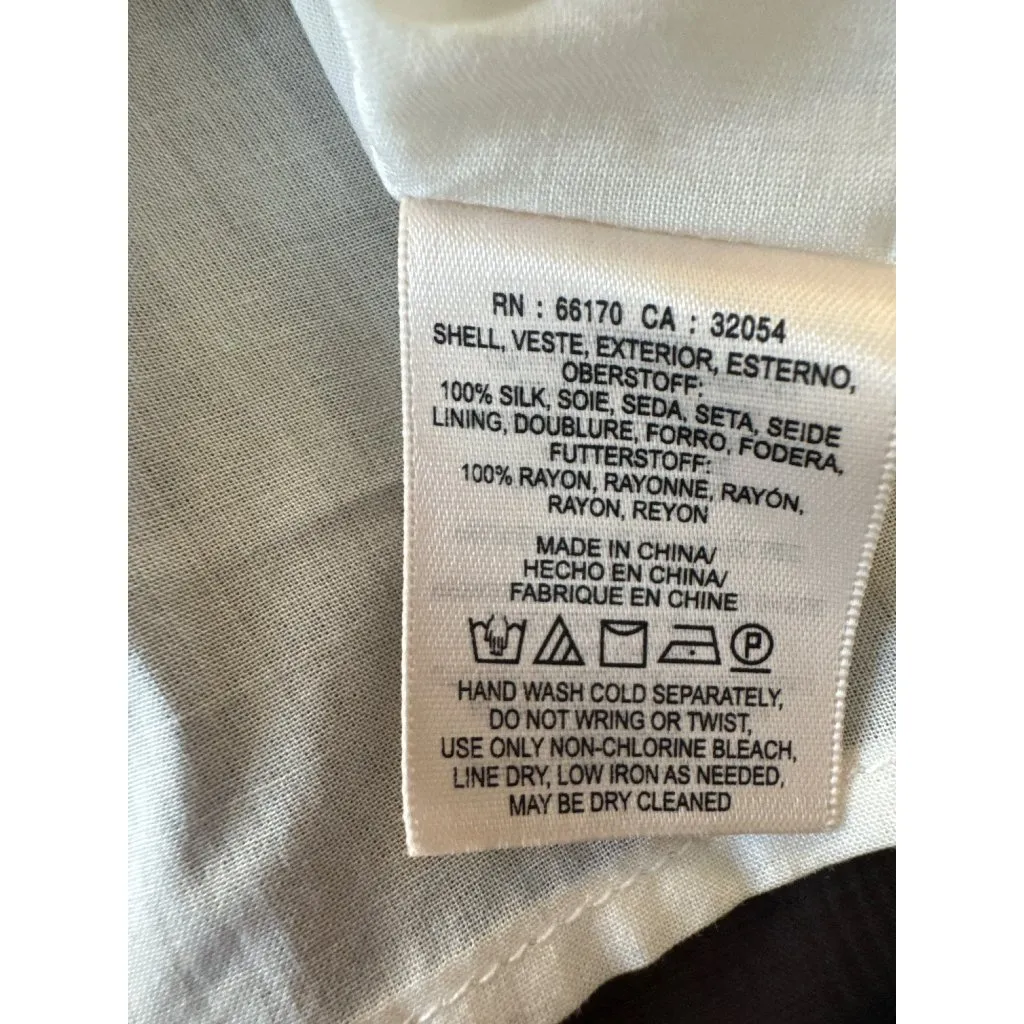 RN : 66170 CA : 32054
SHELL, VESTE, EXTERIOR, ESTERNO,
OBERSTOFF:
100% SILK, SOIE, SEDA, SETA, SEIDE
LINING, DOUBLURE, FORRO, FODERA,
FUTTERSTOFF:
100% RAYON, RAYONNE, RAYÓN,
RAYON, REYON
MADE IN CHINA/
HECHO EN CHINA/
FABRIQUE EN CHINE
P
HAND WASH COLD SEPARATELY,
DO NOT WRING OR TWIST,
USE ONLY NON-CHLORINE BLEACH,
LINE DRY, LOW IRON AS NEEDED,
MAY BE DRY CLEANED